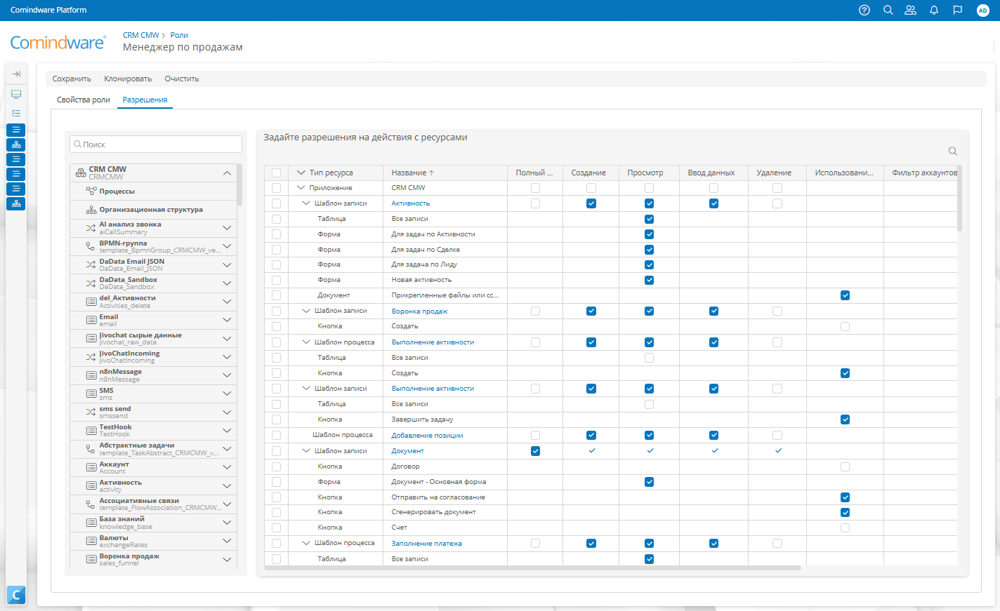 Comindware Platform
AD
Comindware®
CRM CMW > Роли
Менеджер по продажам
Сохранить Клонировать Очистить
Свойства роли Разрешения
Поиск
CRM CMW
CRMCMW
Процессы
Организационная структура
AI анализ звонка
aiCallSummary
BPMN-группа
template_BpmnGroup_CRMCMW_ve...
DaData Email JSON
DaData_Email_JSON
DaData_Sandbox
DaData_Sandbox
del_Активности
Activities_delete
Email
email
Jivochat сырые данные
Jivochat_raw_data
JivoChatIncoming
JivoChatIncoming
n8nMessage
n8nMessage
SMS
sms
sms send
smssend
TestHook
TestHook
Абстрактные задачи
template_TaskAbstract_CRMCMW_v...
Аккаунт
Account
Активность
activity
Ассоциативные связи
template_FlowAssociation_CRMCMW...
База знаний
knowledge_base
Валюты
exchangeRates
Воронка продаж
sales_funnel
C
Задайте разрешения на действия с ресурсами
Тип ресурса Название ↑ Полный ... Создание Просмотр Ввод данных Удаление Использовани... Фильтр аккаунтов
Приложение CRM CMW
Шаблон записи Активность
Таблица Все записи
Форма Для задач по Активности
Форма Для задач по Сделке
Форма Для задача по Лиду
Форма Новая активность
Документ Прикрепленные файлы или сс...
Шаблон записи Воронка продаж
Кнопка Создать
Шаблон процесса Выполнение активности
Таблица Все записи
Кнопка Создать
Шаблон записи Выполнение активности
Таблица Все записи
Кнопка Завершить задачу
Шаблон процесса Добавление позиции
Шаблон записи Документ
Кнопка Договор
Форма Документ - Основная форма
Кнопка Отправить на согласование
Кнопка Сгенерировать документ
Кнопка Счет
Шаблон процесса Заполнение платежа
Таблица Все записи